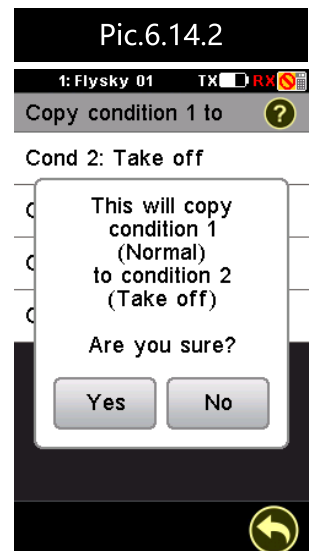 Pic.6.14.2
1: Flysky 01 TX RX
Copy condition 1 to ?
Cond 2: Take off
C
This will copy
condition 1
C
(Normal)
to condition 2
C
(Take off)
Are you sure?
Yes No